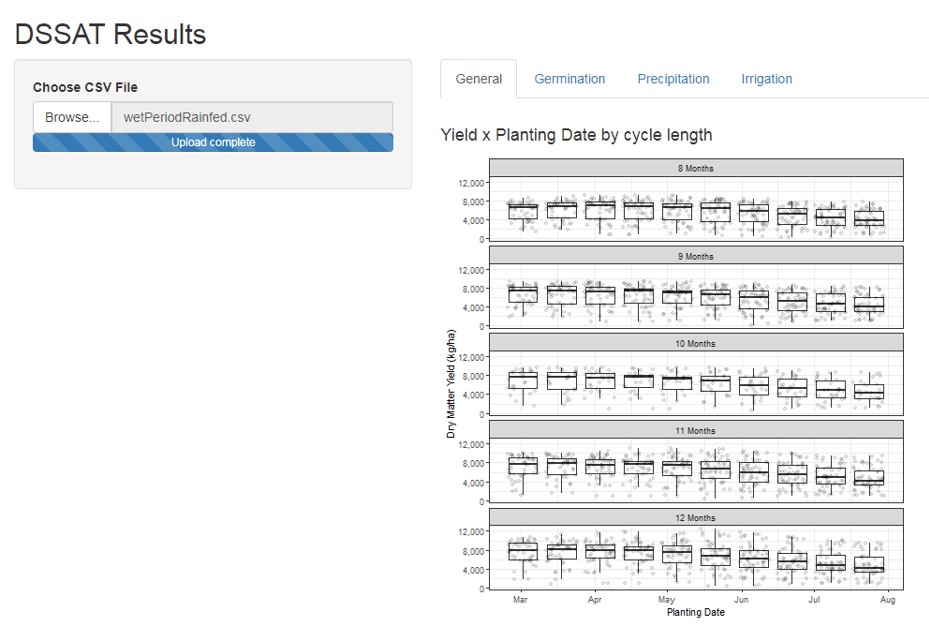 DSSAT Results
Choose CSV File
Browse... wetPeriodRainfed.csv
Upload complete
General Germination Precipitation Irrigation
Yield x Planting Date by cycle length
8 Months
12,000
8,000
4,000
0
9 Months
12,000
8,000
4,000
0
10 Months
12,000
8,000
4,000
0
11 Months
12,000
8,000
4,000
0
12 Months
12,000
8,000
4,000
0
Dry Matter Yield (kg/ha)
Mar Apr May Jun Jul Aug
Planting Date